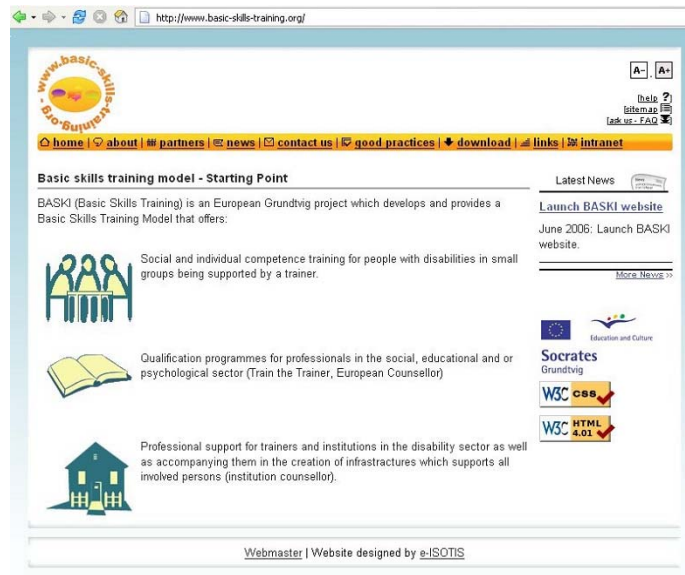 http://www.basic-skills-training.org/
www.basic-skills-training.org
A- . A+
[help ?]
[sitemap]
[ask us - FAQ]
home | about | partners | news | contact us | good practices | download | links | intranet
Basic skills training model - Starting Point
BASKI (Basic Skills Training) is an European Grundtvig project which develops and provides a
Basic Skills Training Model that offers:
Social and individual competence training for people with disabilities in small
groups being supported by a trainer.
Qualification programmes for professionals in the social, educational and or
psychological sector (Train the Trainer, European Counsellor)
Professional support for trainers and institutions in the disability sector as well
as accompanying them in the creation of infrastructures which supports all
involved persons (institution counsellor).
Latest News
Launch BASKI website
June 2006: Launch BASKI
website.
More News »
Education and Culture
Socrates
Grundtvig
W3C css
W3C HTML
4.01
Webmaster | Website designed by e-ISOTIS